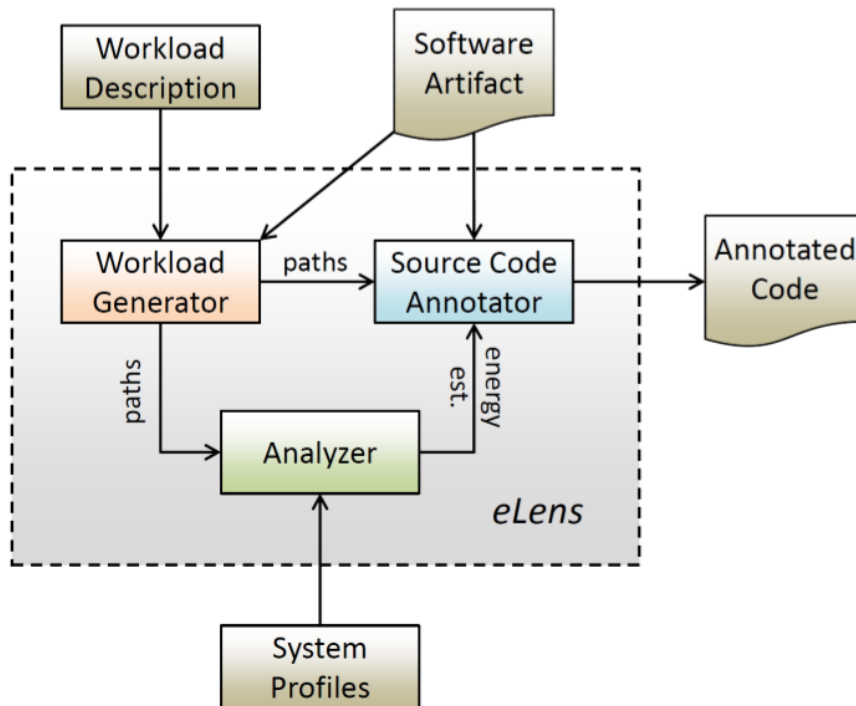 Workload
Description
Software
Artifact
Workload
Generator
paths
Source Code
Annotator
Annotated
Code
paths
energy
est.
Analyzer
eLens
System
Profiles